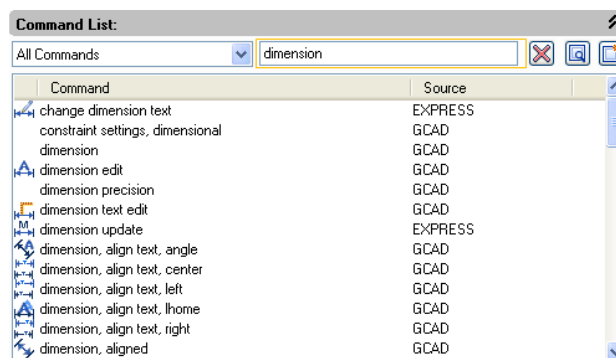 Command List:
All Commands dimension
Command Source
change dimension text EXPRESS
constraint settings, dimensional GCAD
dimension GCAD
dimension edit GCAD
dimension precision GCAD
dimension text edit GCAD
dimension update EXPRESS
dimension, align text, angle GCAD
dimension, align text, center GCAD
dimension, align text, left GCAD
dimension, align text, lhome GCAD
dimension, align text, right GCAD
dimension, aligned GCAD